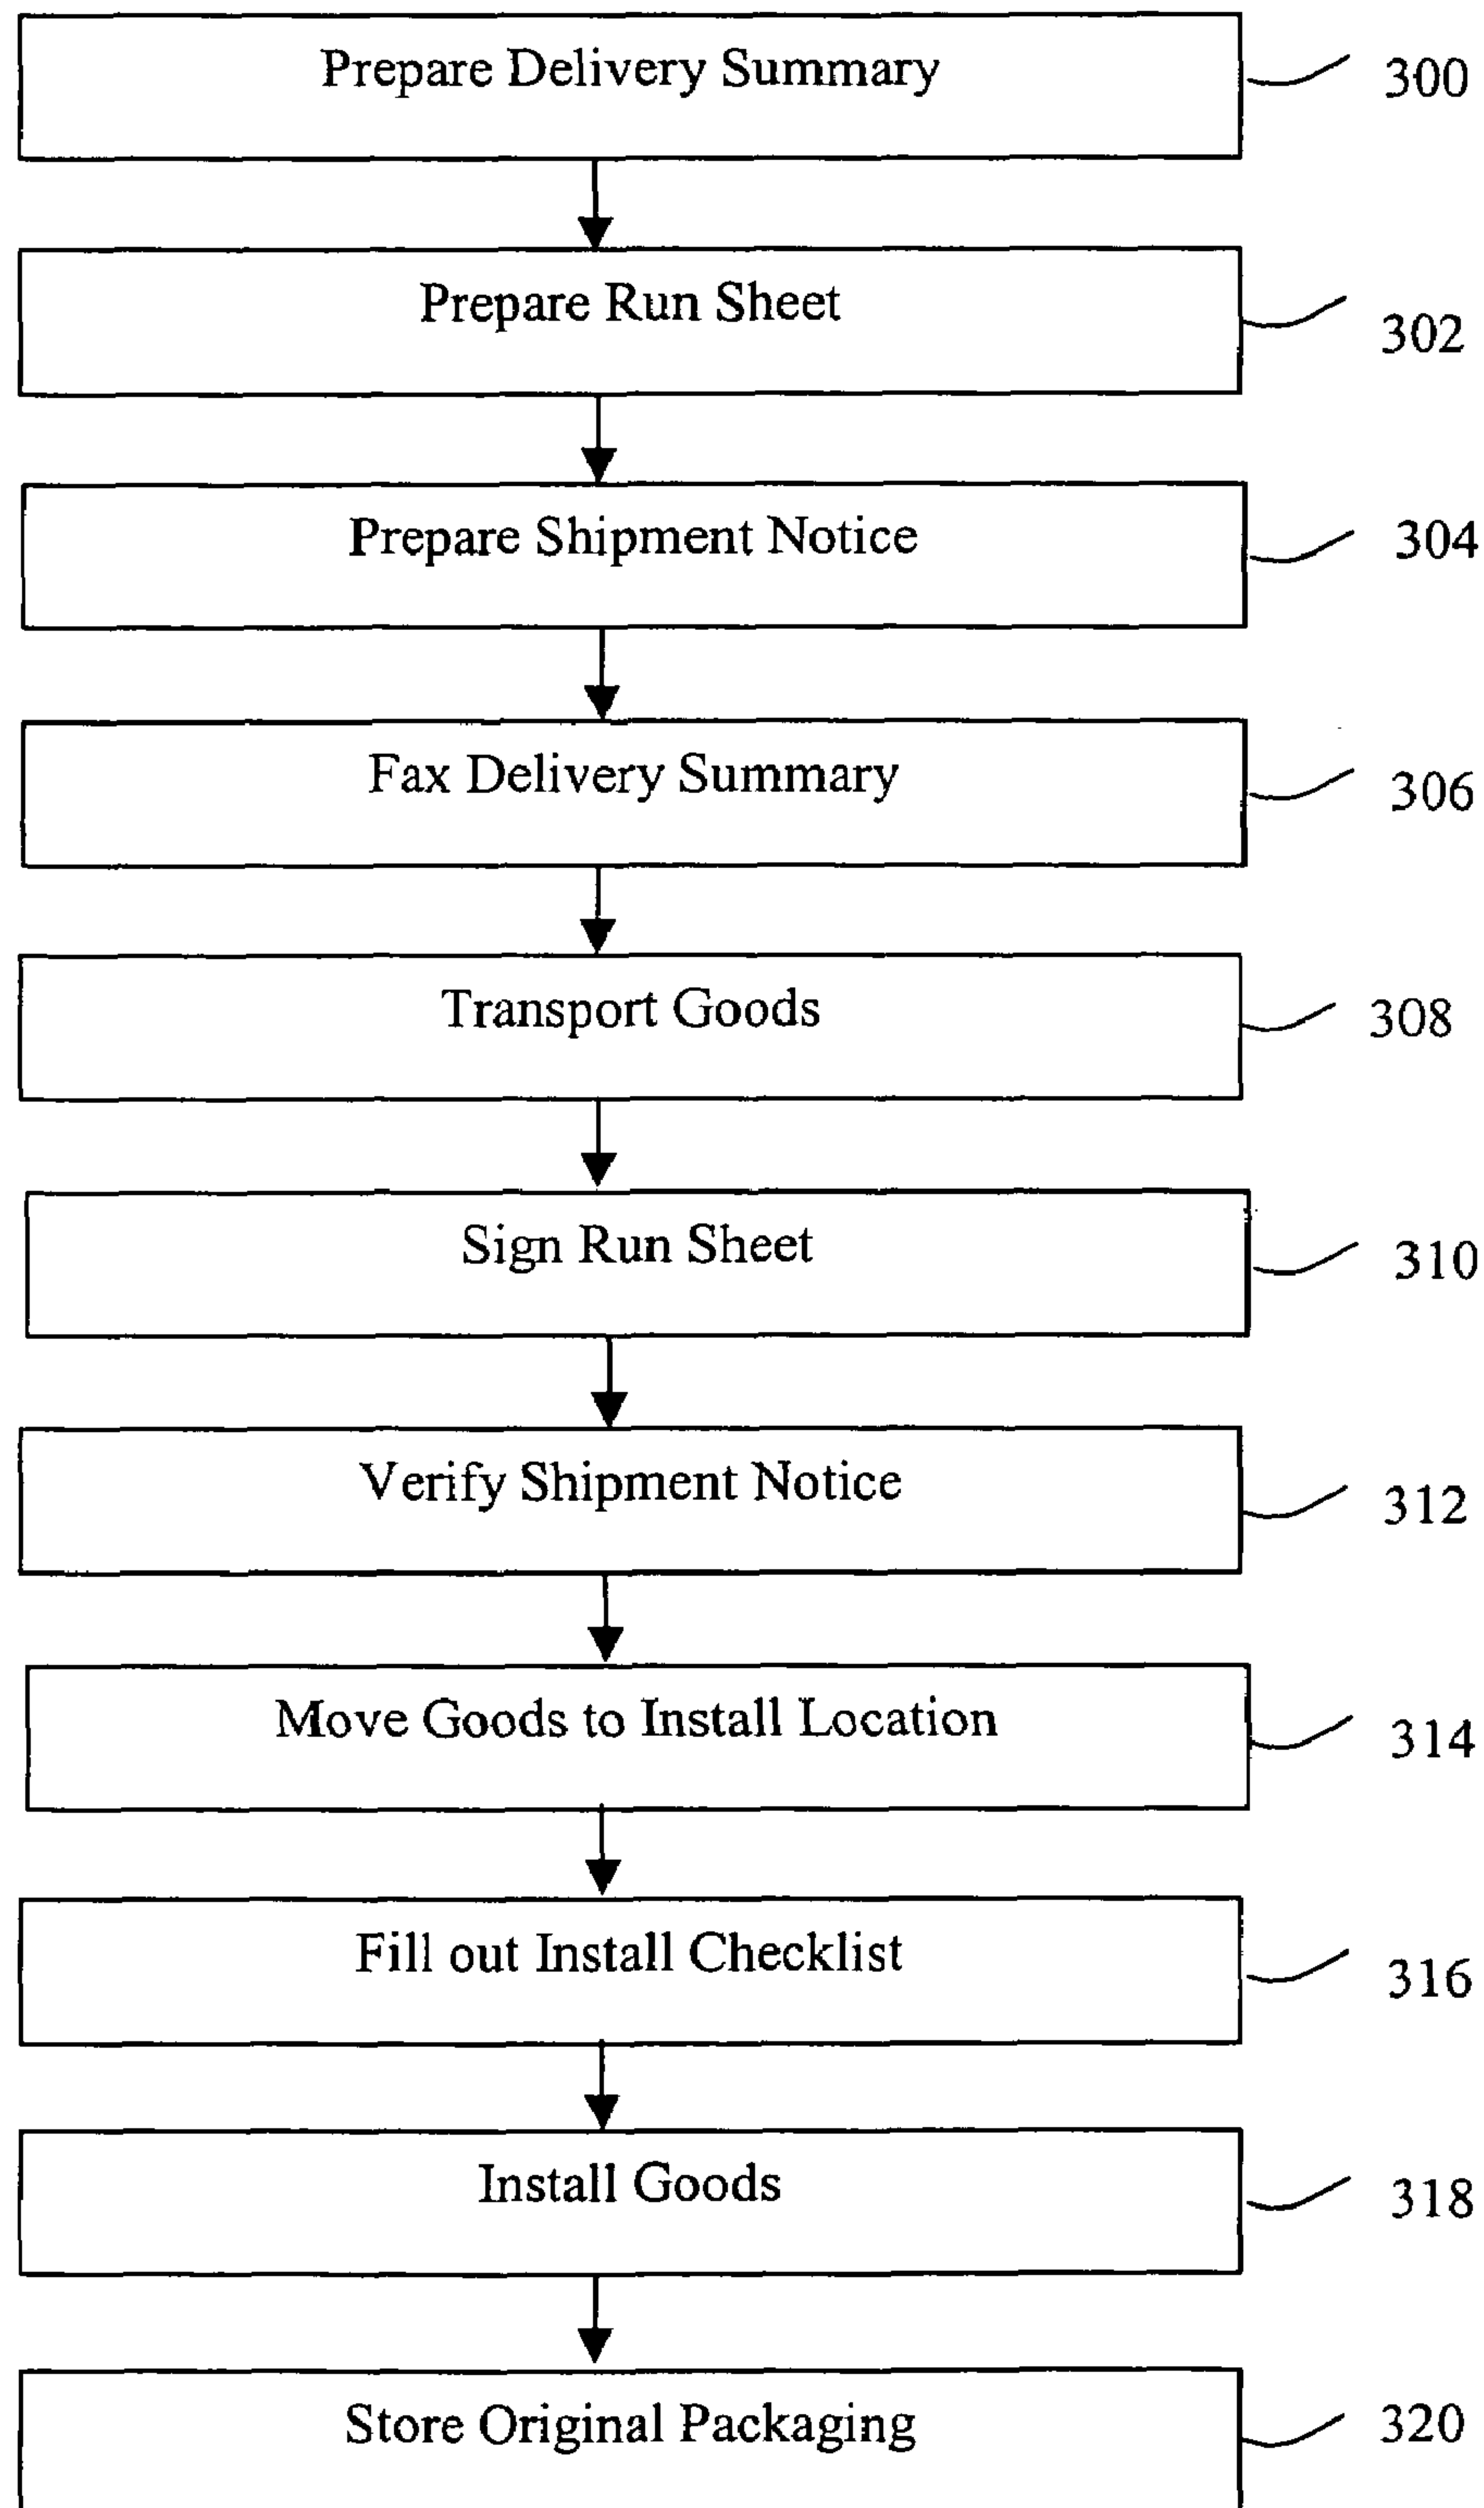 Prepare Delivery Summary
300
Prepare Run Sheet
302
Prepare Shipment Notice
304
Fax Delivery Summary
306
Transport Goods
308
Sign Run Sheet
310
Verify Shipment Notice
312
Move Goods to Install Location
314
Fill out Install Checklist
316
Install Goods
318
Store Original Packaging
320